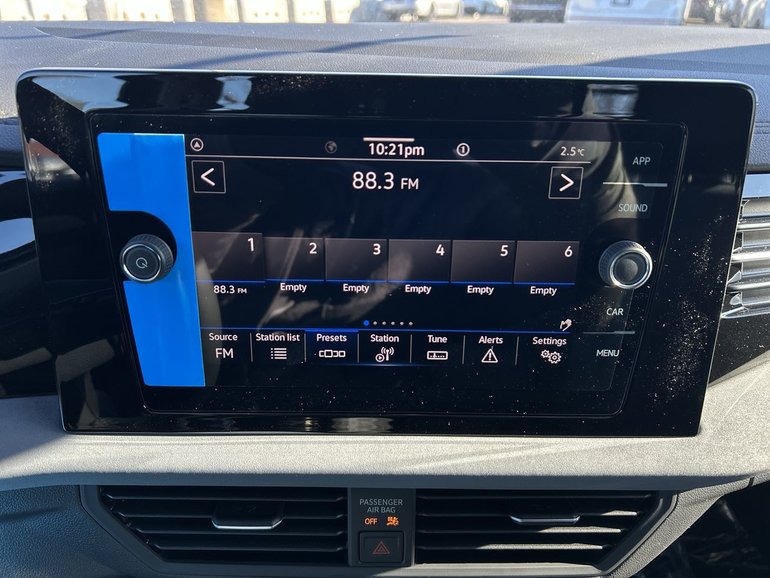 10:21pm 2.5°C
APP
88.3 FM
SOUND
1 2 3 4 5 6
88.3 FM Empty Empty Empty Empty Empty
CAR
Source Station list Presets Station Tune Alerts Settings
FM
MENU
PASSENGER
AIR BAG
OFF